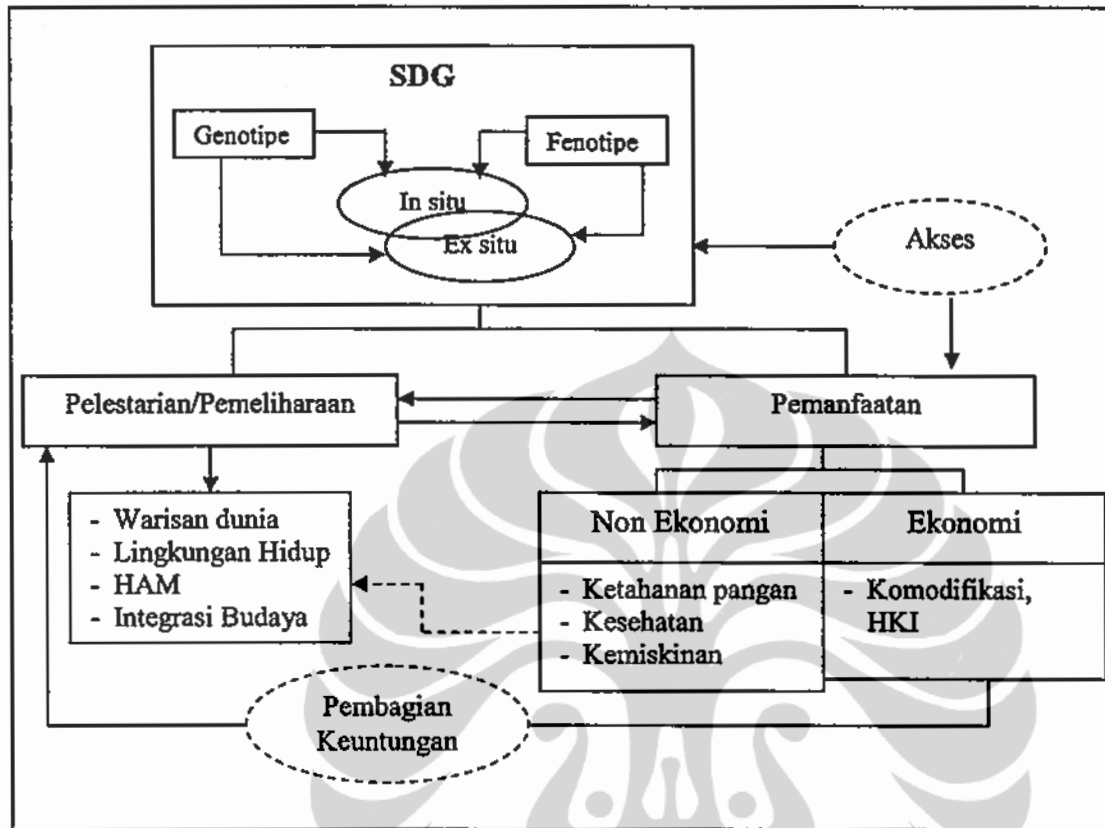 SDG
Genotipe
Fenotipe
In situ
Ex situ
Akses
Pelestarian/Pemeliharaan
Pemanfaatan
- Warisan dunia
- Lingkungan Hidup
- HAM
- Integrasi Budaya
Non Ekonomi
- Ketahanan pangan
- Kesehatan
- Kemiskinan
Ekonomi
- Komodifikasi,
HKI
Pembagian
Keuntungan